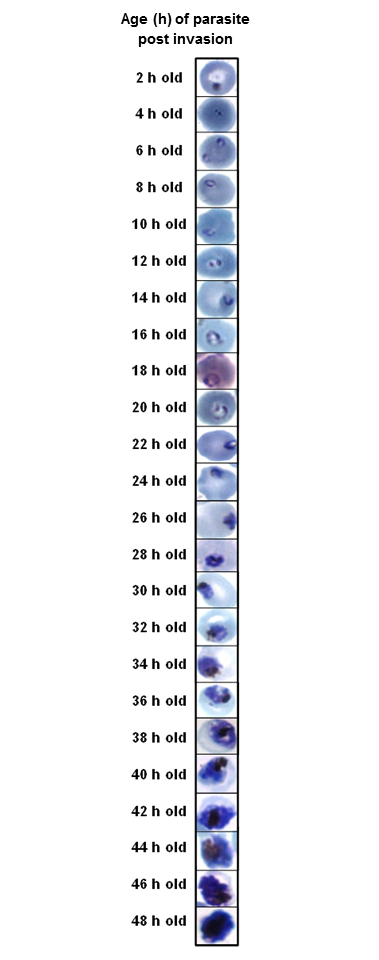 Age (h) of parasite
post invasion
2 h old
4 h old
6 h old
8 h old
10 h old
12 h old
14 h old
16 h old
18 h old
20 h old
22 h old
24 h old
26 h old
28 h old
30 h old
32 h old
34 h old
36 h old
38 h old
40 h old
42 h old
44 h old
46 h old
48 h old